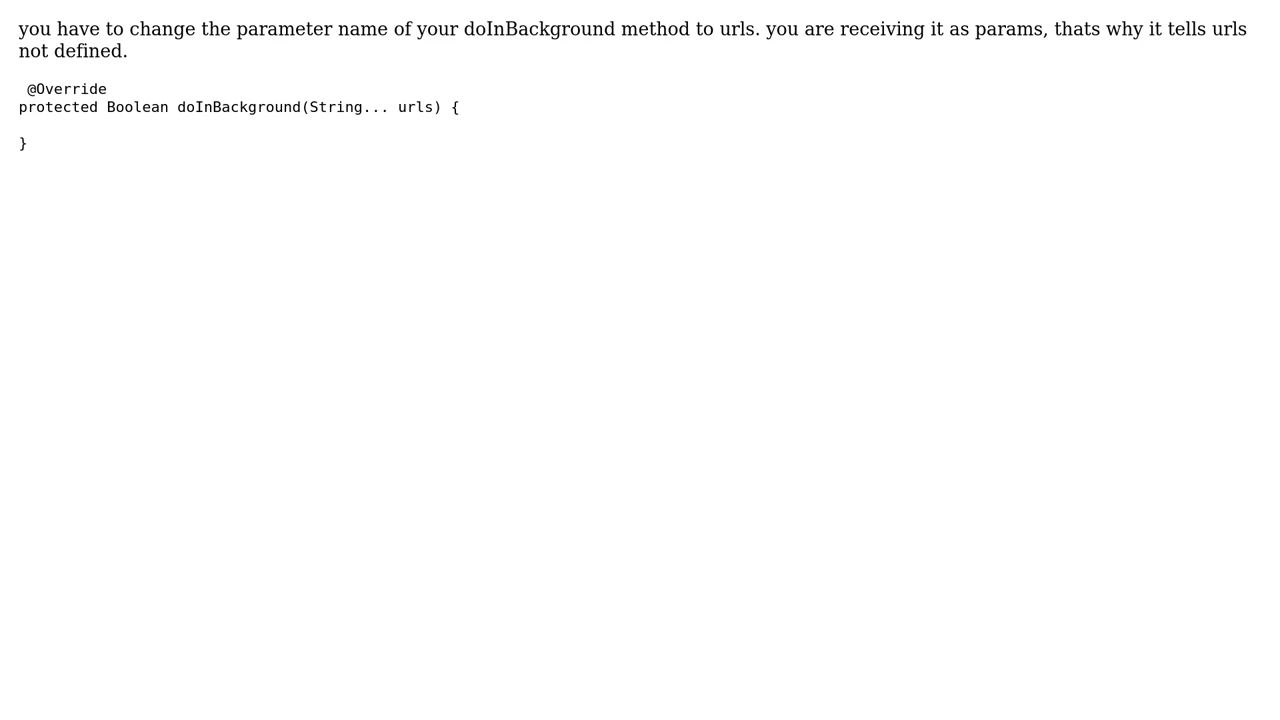 you have to change the parameter name of your doInBackground method to urls. you are receiving it as params, thats why it tells urls
not defined.
@Override
protected Boolean doInBackground(String... urls) {
}